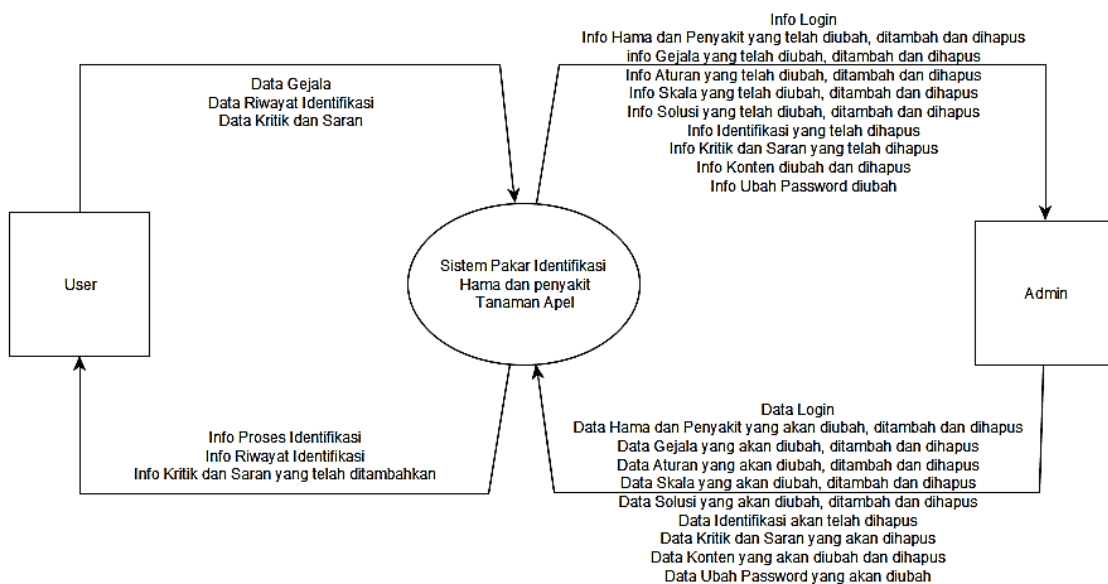 Info Login
Info Hama dan Penyakit yang telah diubah, ditambah dan dihapus
info Gejala yang telah diubah, ditambah dan dihapus
Info Aturan yang telah diubah, ditambah dan dihapus
Info Skala yang telah diubah, ditambah dan dihapus
Info Solusi yang telah diubah, ditambah dan dihapus
Info Identifikasi yang telah dihapus
Info Kritik dan Saran yang telah dihapus
Info Konten diubah dan dihapus
Info Ubah Password diubah
Data Gejala
Data Riwayat Identifikasi
Data Kritik dan Saran
User
Sistem Pakar Identifikasi
Hama dan penyakit
Tanaman Apel
Admin
Info Proses Identifikasi
Info Riwayat Identifikasi
Info Kritik dan Saran yang telah ditambahkan
Data Login
Data Hama dan Penyakit yang akan diubah, ditambah dan dihapus
Data Gejala yang akan diubah, ditambah dan dihapus
Data Aturan yang akan diubah, ditambah dan dihapus
Data Skala yang akan diubah, ditambah dan dihapus
Data Solusi yang akan diubah, ditambah dan dihapus
Data Identifikasi akan telah dihapus
Data Kritik dan Saran yang akan dihapus
Data Konten yang akan diubah dan dihapus
Data Ubah Password yang akan diubah